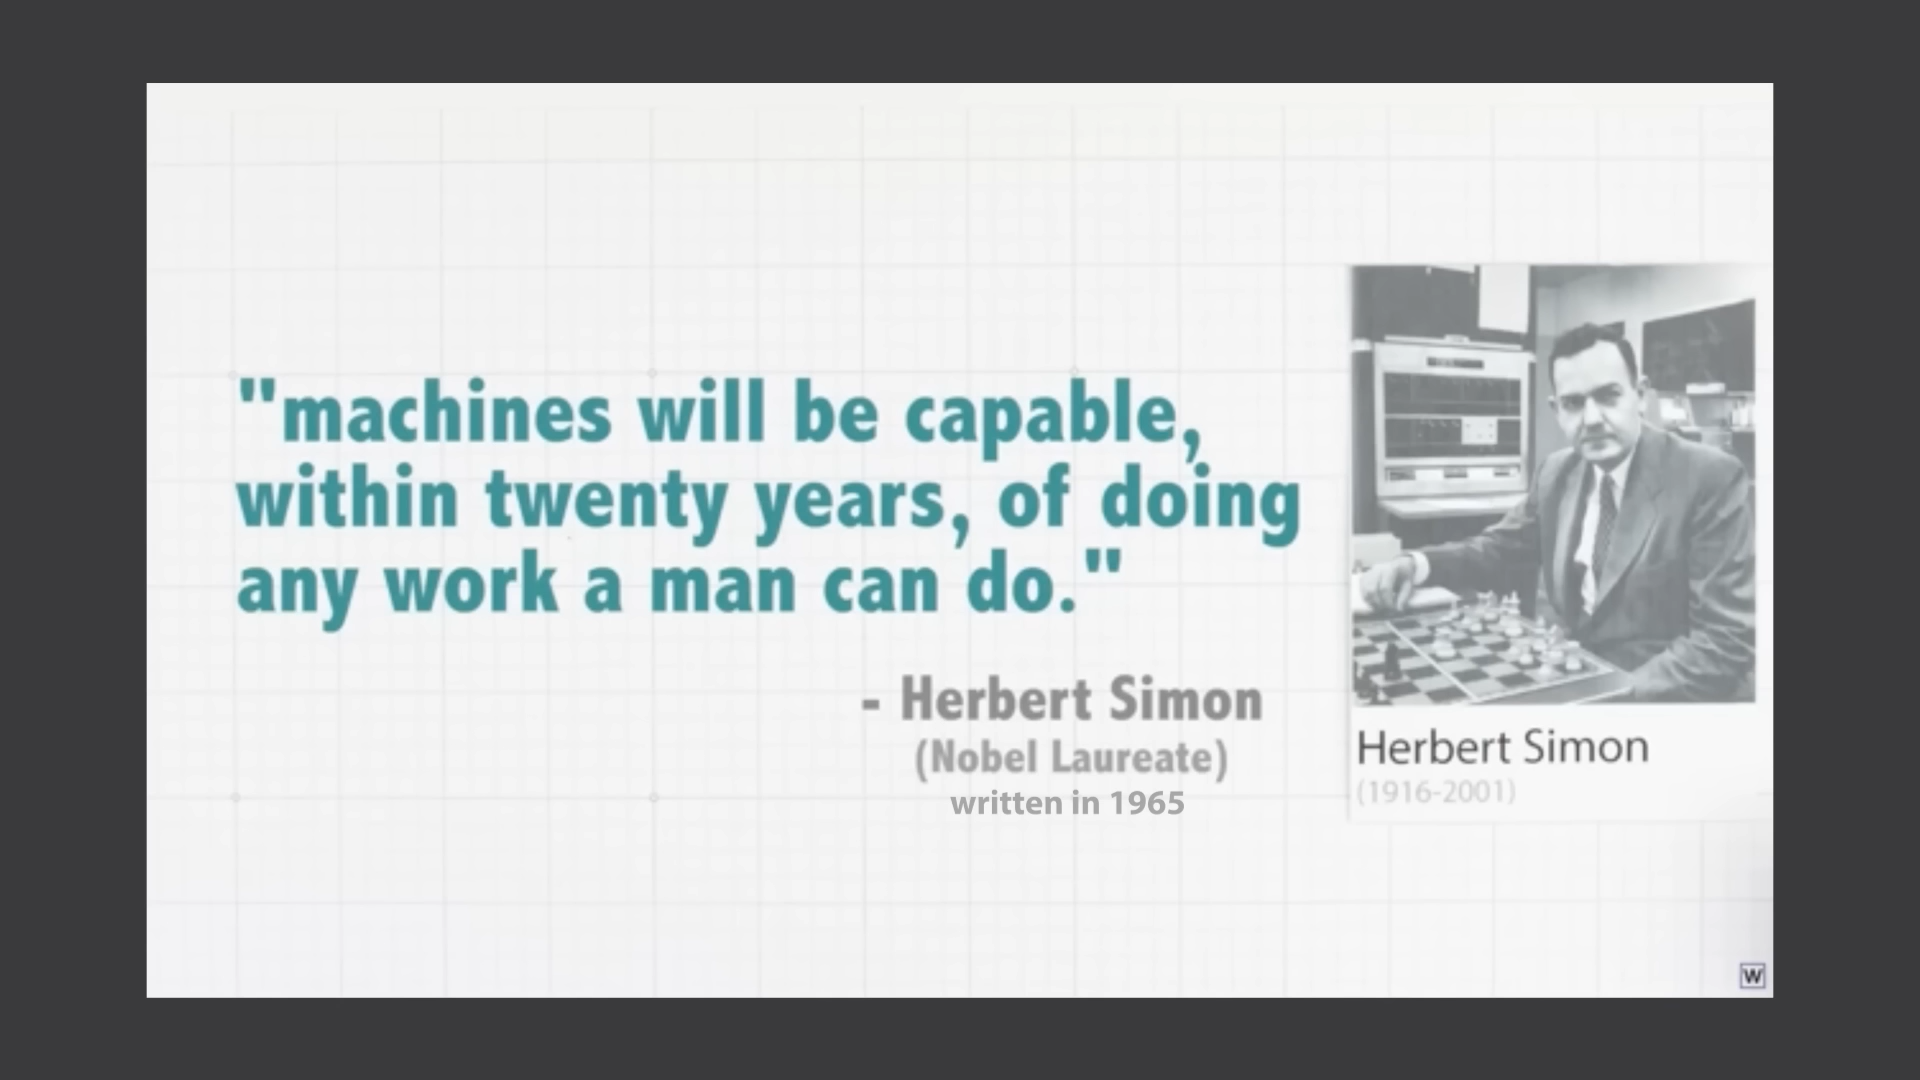 "machines will be capable,
within twenty years, of doing
any work a man can do."
- Herbert Simon
(Nobel Laureate)
written in 1965
Herbert Simon
(1916-2001)
W